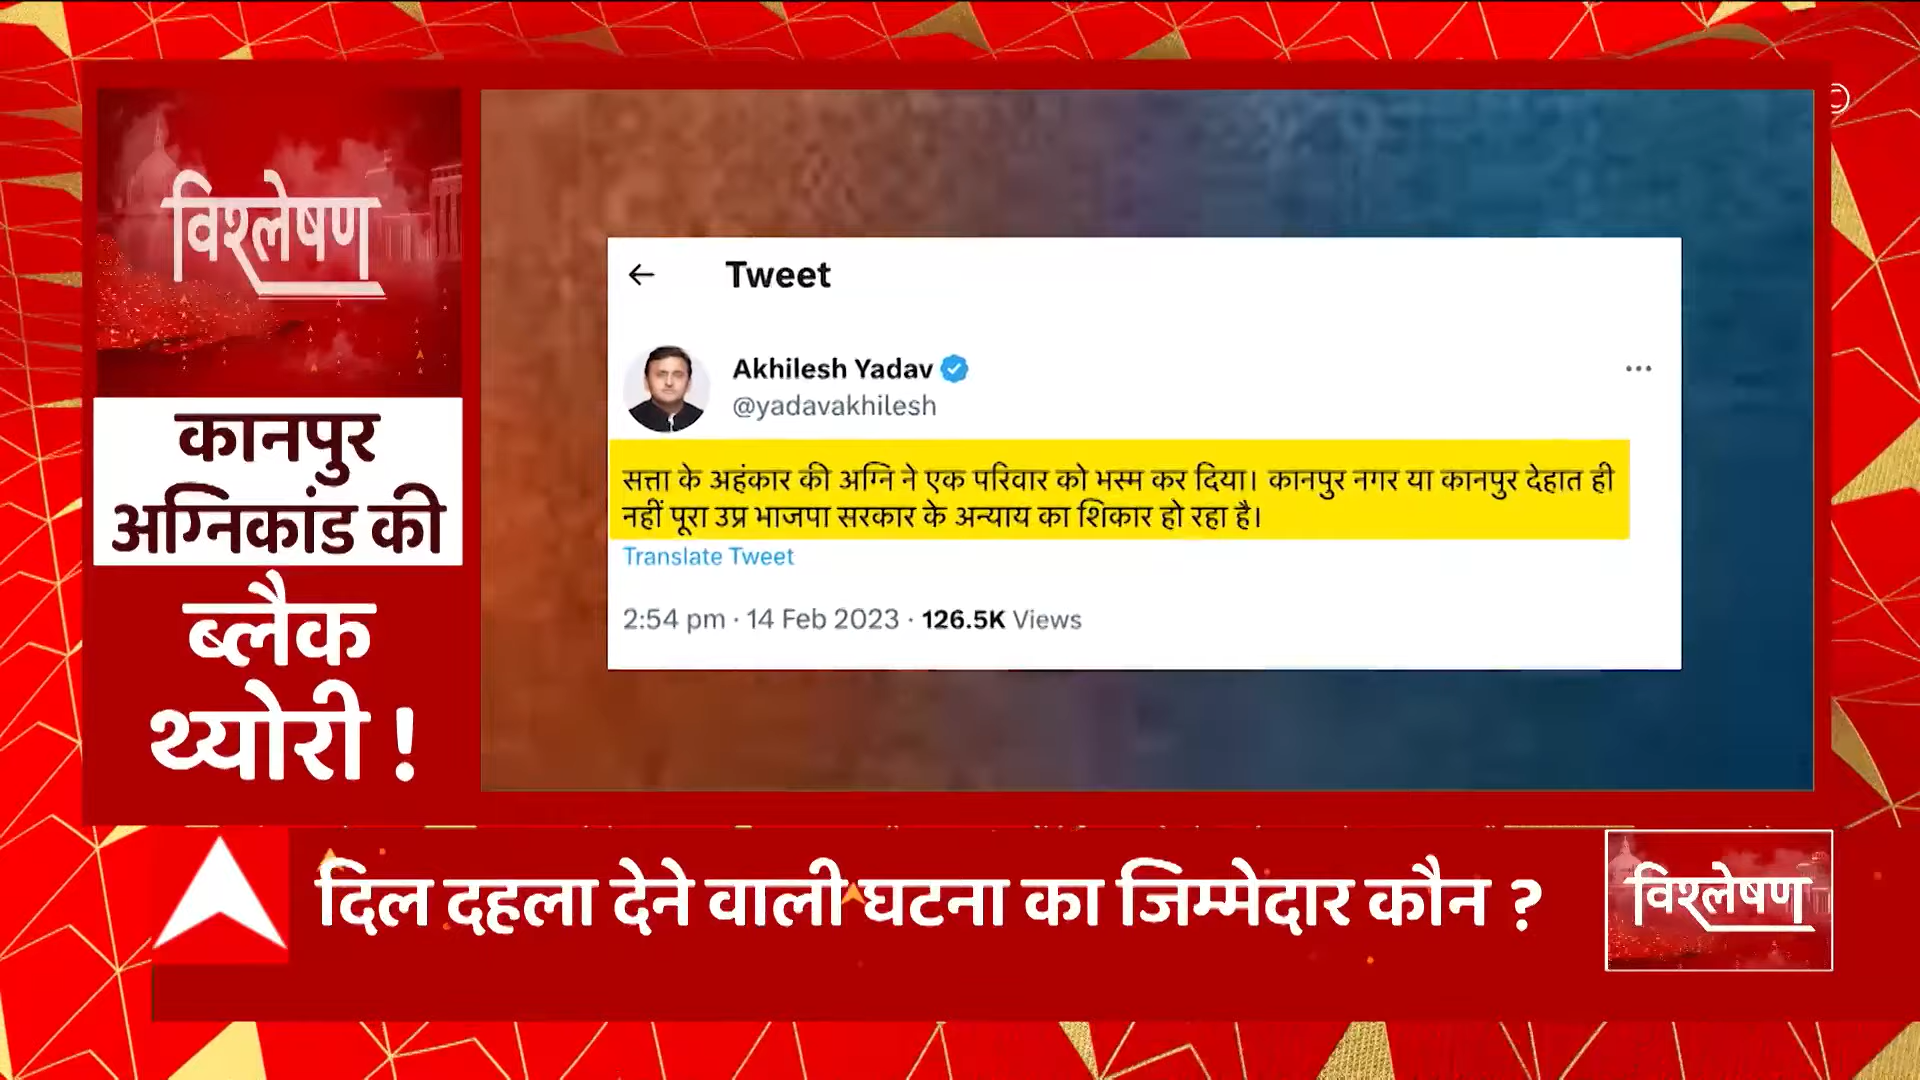 विश्लेषण
कानपुर
अग्निकांड की
ब्लैक
थ्योरी !
Tweet
Akhilesh Yadav
@yadavakhilesh
सत्ता के अहंकार की अग्नि ने एक परिवार को भस्म कर दिया। कानपुर नगर या कानपुर देहात ही
नहीं पूरा उप्र भाजपा सरकार के अन्याय का शिकार हो रहा है।
Translate Tweet
2:54 pm · 14 Feb 2023 · 126.5K Views
दिल दहला देने वाली घटना का जिम्मेदार कौन ?
विश्लेषण